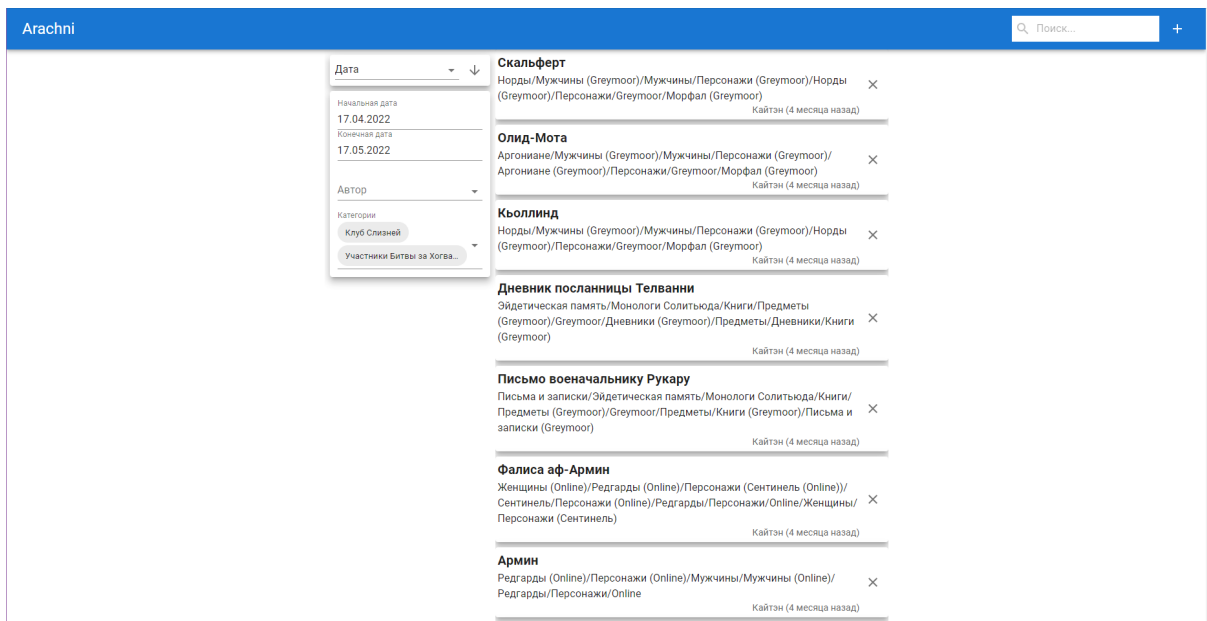 Arachni
Поиск...
+
Дата
Начальная дата
17.04.2022
Конечная дата
17.05.2022
Автор
Категории
Клуб Слизней
Участники Битвы за Хогва...
Скальферт
Норды/Мужчины (Greymoor)/Мужчины/Персонажи (Greymoor)/Норды
(Greymoor)/Персонажи/Greymoor/Морфал (Greymoor)
Кайтэн (4 месяца назад)
Олид-Мота
Аргониане/Мужчины (Greymoor)/Мужчины/Персонажи (Greymoor)/
Аргониане (Greymoor)/Персонажи/Greymoor/Морфал (Greymoor)
Кайтэн (4 месяца назад)
Кьоллинд
Норды/Мужчины (Greymoor)/Мужчины/Персонажи (Greymoor)/Норды
(Greymoor)/Персонажи/Greymoor/Морфал (Greymoor)
Кайтэн (4 месяца назад)
Дневник посланницы Телванни
Эйдетическая память/Монологи Солитьюда/Книги/Предметы
(Greymoor)/Greymoor/Дневники (Greymoor)/Предметы/Дневники/Книги
(Greymoor)
Кайтэн (4 месяца назад)
Письмо военачальнику Рукару
Письма и записки/Эйдетическая память/Монологи Солитьюда/Книги/
Предметы (Greymoor)/Greymoor/Предметы/Книги (Greymoor)/Письма и
записки (Greymoor)
Кайтэн (4 месяца назад)
Фалиса аф-Армин
Женщины (Online)/Редгарды (Online)/Персонажи (Сентинель (Online))/
Сентинель/Персонажи (Online)/Редгарды/Персонажи/Online/Женщины/
Персонажи (Сентинель)
Кайтэн (4 месяца назад)
Армин
Редгарды (Online)/Персонажи (Online)/Мужчины/Мужчины (Online)/
Редгарды/Персонажи/Online
Кайтэн (4 месяца назад)